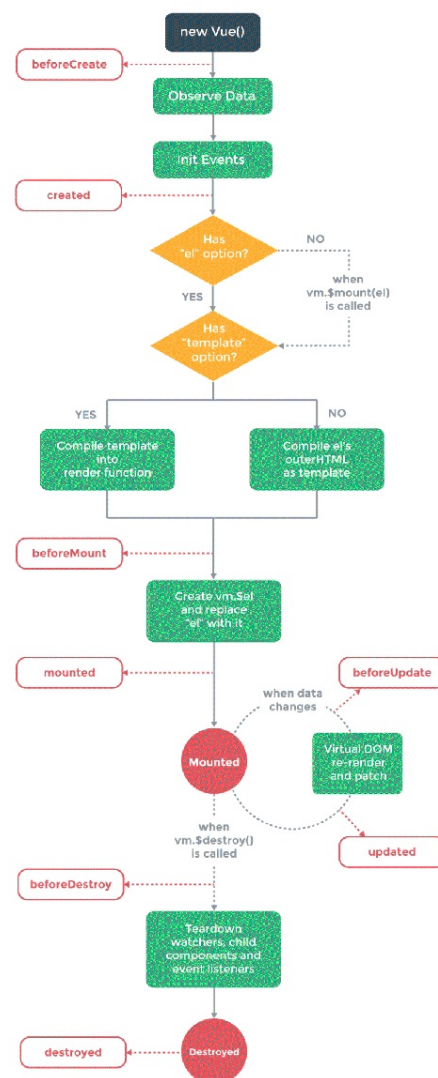 new Vue()
beforeCreate
Observe Data
Init Events
created
Has
"el" option?
NO
when
vm.$mount(el)
is called
YES
Has
"template"
option?
YES
NO
Compile template
into
render function
Compile el's
outerHTML
as template
beforeMount
Create vm.$el
and replace
"el" with it
mounted
beforeUpdate
when data
changes
Mounted
Virtual DOM
re-rander
and patch
when
vm.$destroy()
is called
updated
beforeDestroy
Teardown
watchers, child
components and
event listeners
destroyed
Destroyed